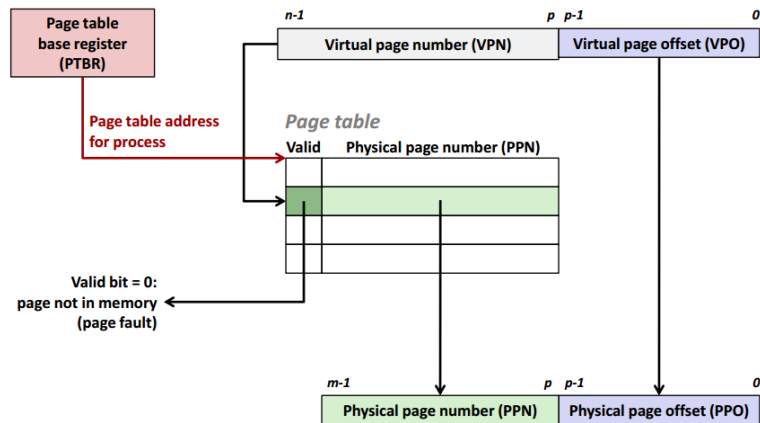 Page table
base register
(PTBR)
n-1
p
p-1
0
Virtual page number (VPN)
Virtual page offset (VPO)
Page table address
for process
Page table
Valid
Physical page number (PPN)
Valid bit = 0:
page not in memory
(page fault)
m-1
p
p-1
0
Physical page number (PPN)
Physical page offset (PPO)